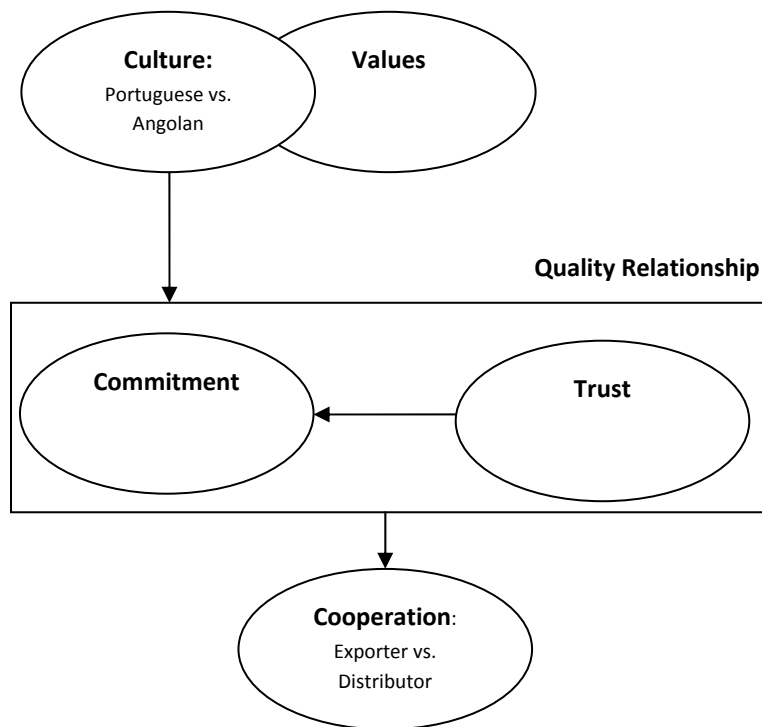 Culture:
Portuguese vs.
Angolan
Values
Quality Relationship
Commitment
Trust
Cooperation:
Exporter vs.
Distributor